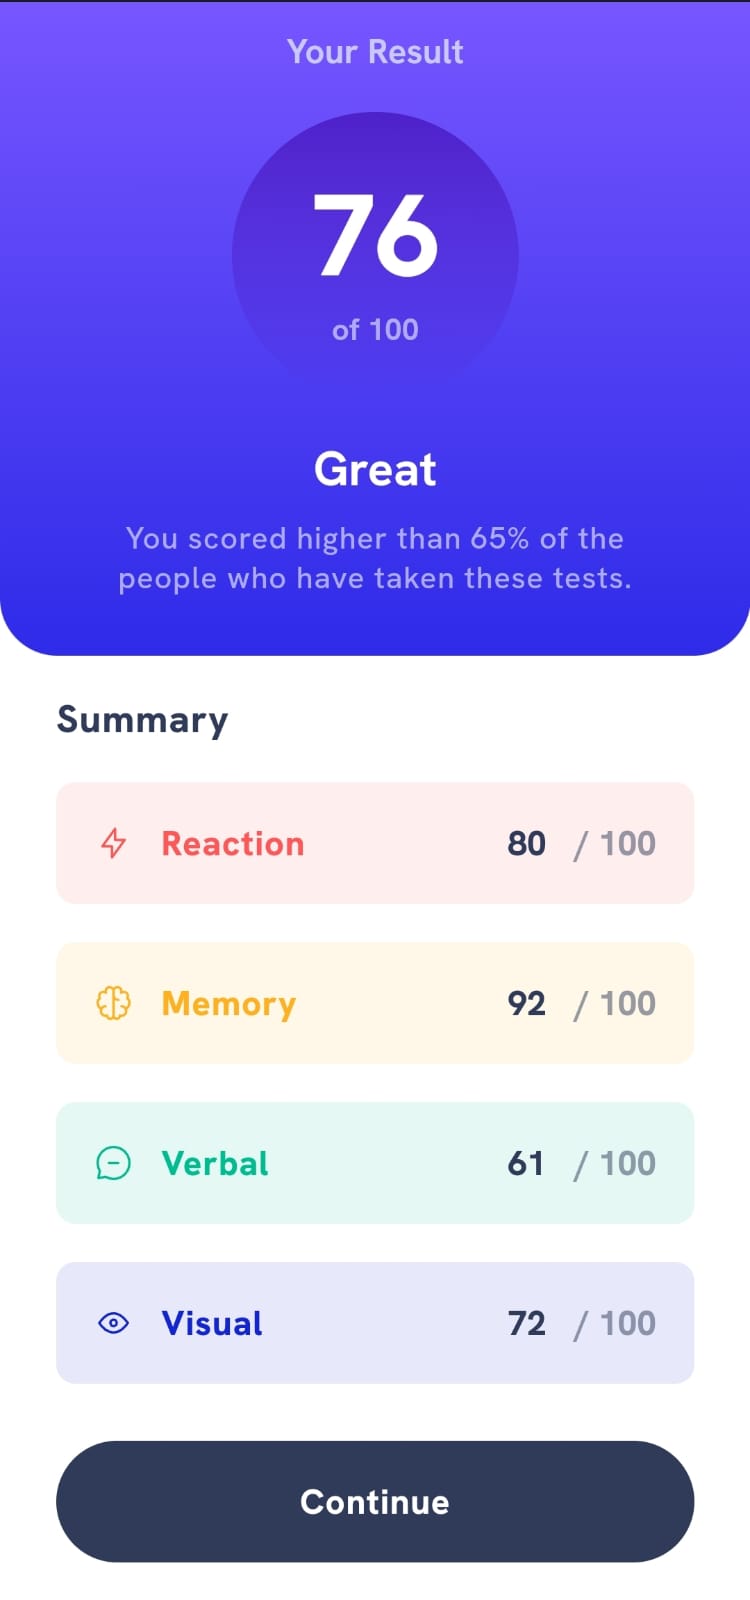 Your Result
76
of 100
Great
You scored higher than 65% of the
people who have taken these tests.
Summary
Reaction 80 / 100
Memory 92 / 100
Verbal 61 / 100
Visual 72 / 100
Continue